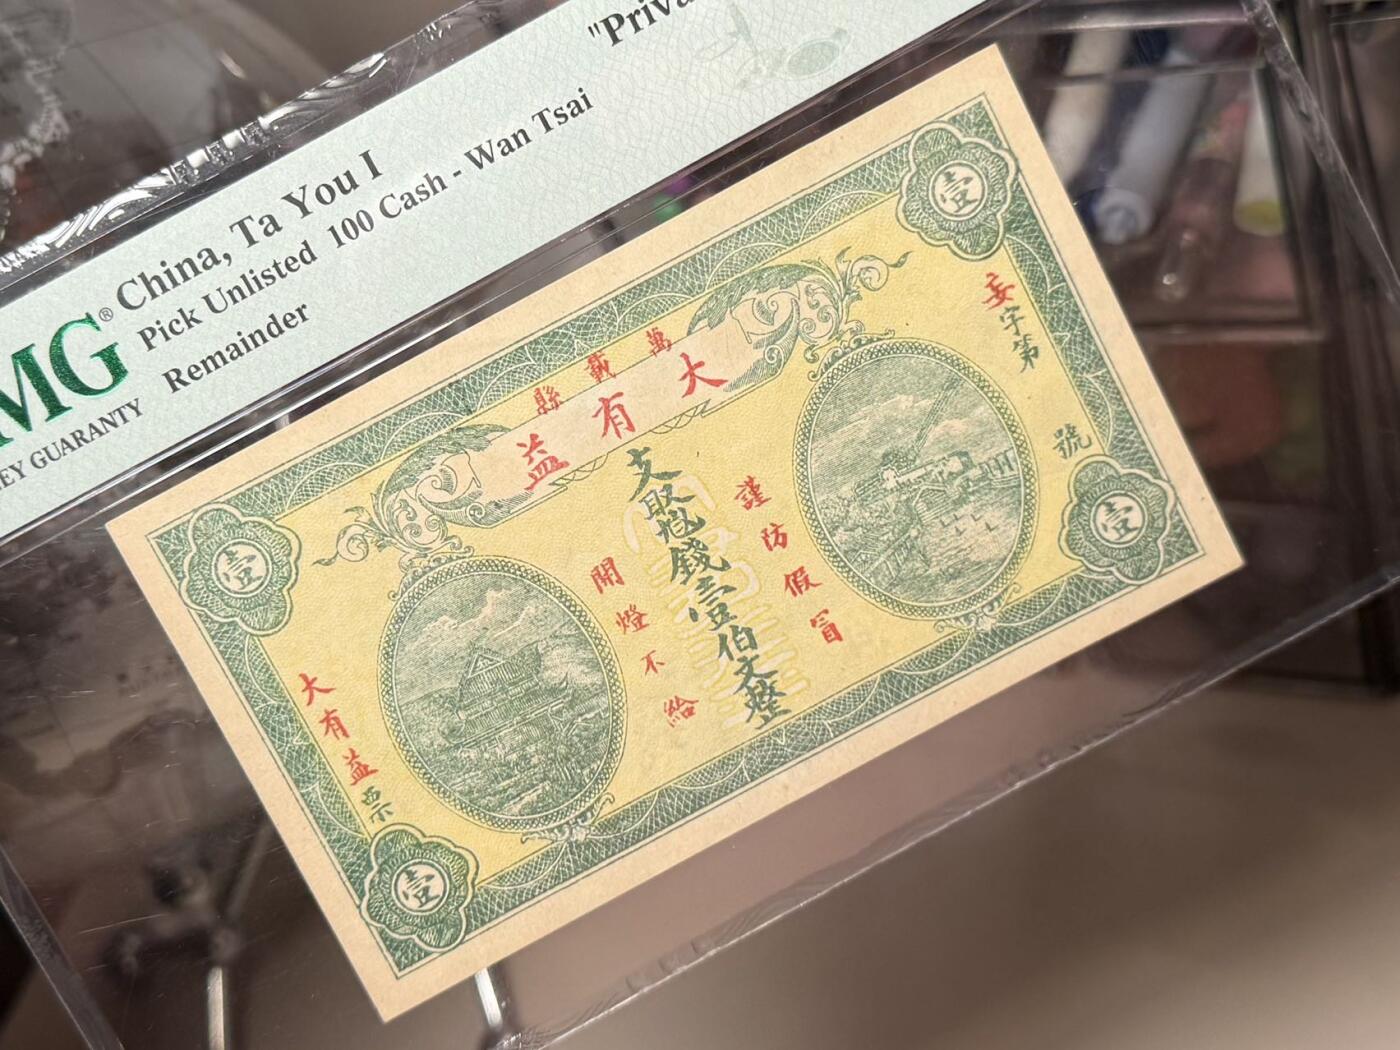 "Priva
China, Ta You I
Pick Unlisted 100 Cash - Wan Tsai
Remainder
MG®
EY GUARANTY
萬載縣
大有益
字第
號
謹防假冒
支取 錢壹伯文整
開燈不給
大有益票
壹
壹
壹
壹